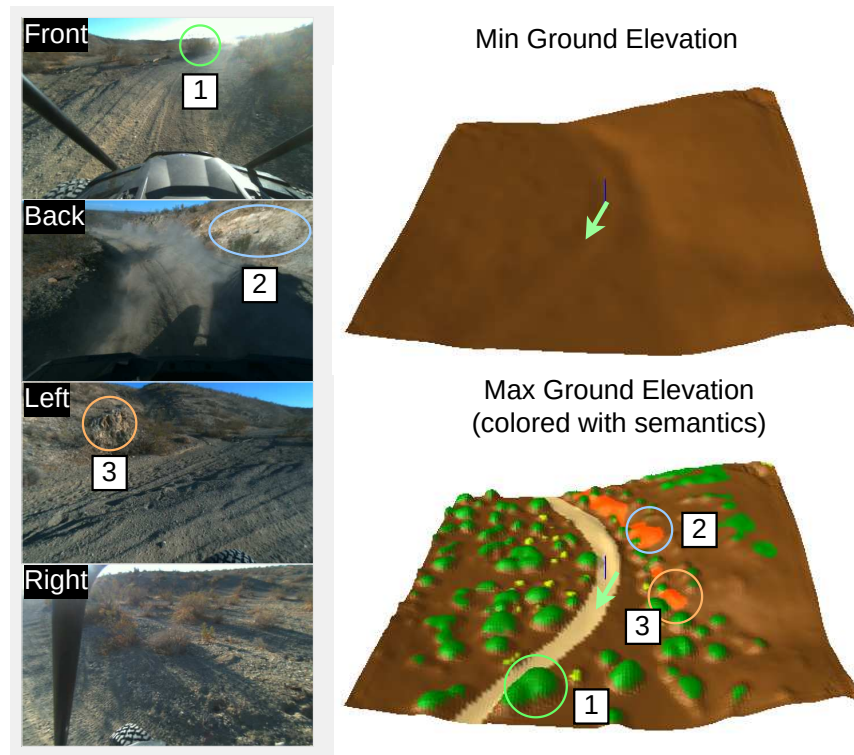 Front
1
Back
2
Left
3
Right
Min Ground Elevation
Max Ground Elevation
(colored with semantics)
2
3
1